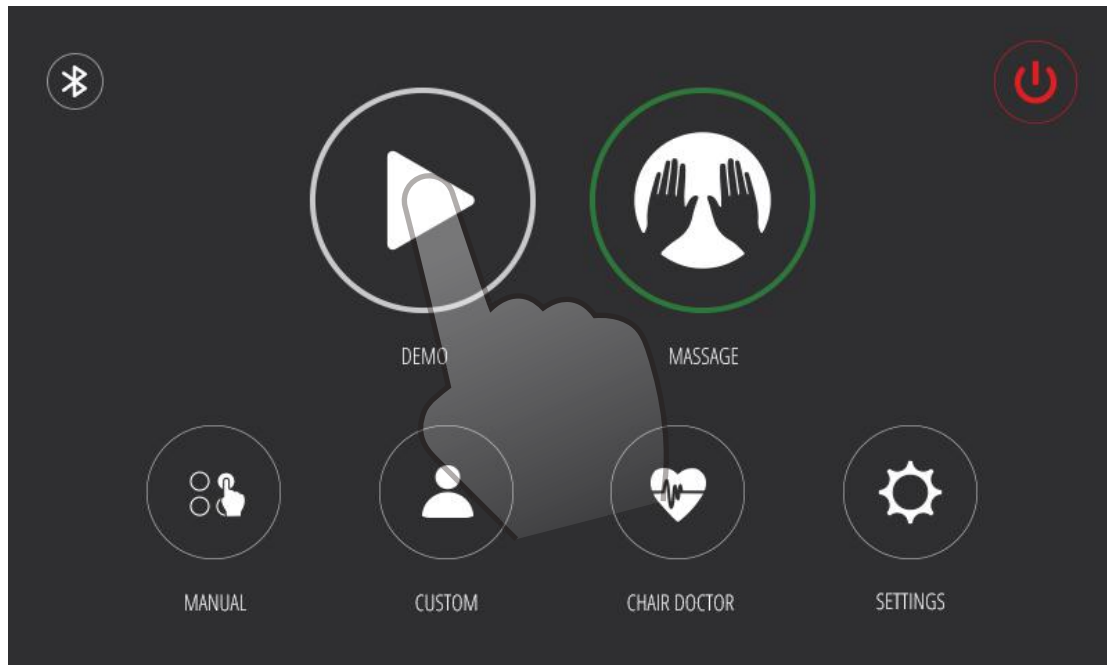 DEMO
MASSAGE
MANUAL
CUSTOM
CHAIR DOCTOR
SETTINGS